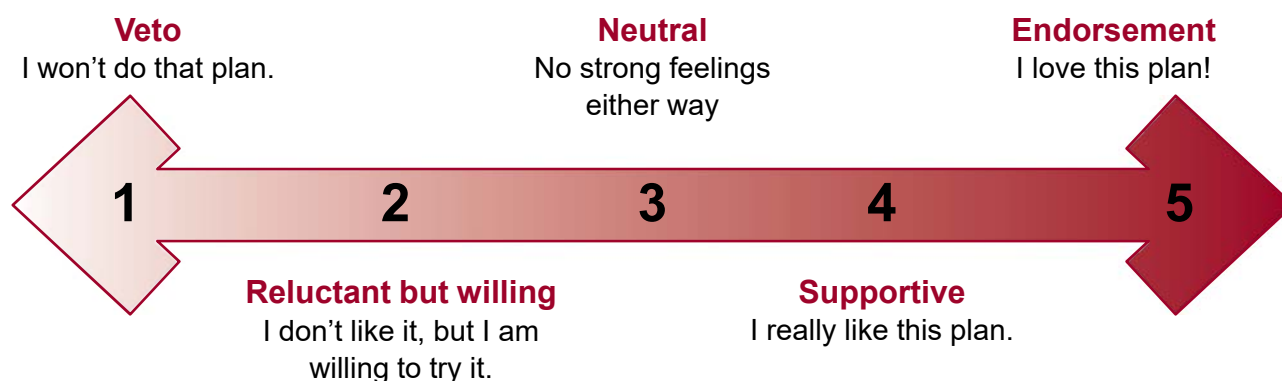 Veto
I won't do that plan.
Neutral
No strong feelings
either way
Endorsement
I love this plan!
1
2
3
4
5
Reluctant but willing
I don't like it, but I am
willing to try it.
Supportive
I really like this plan.